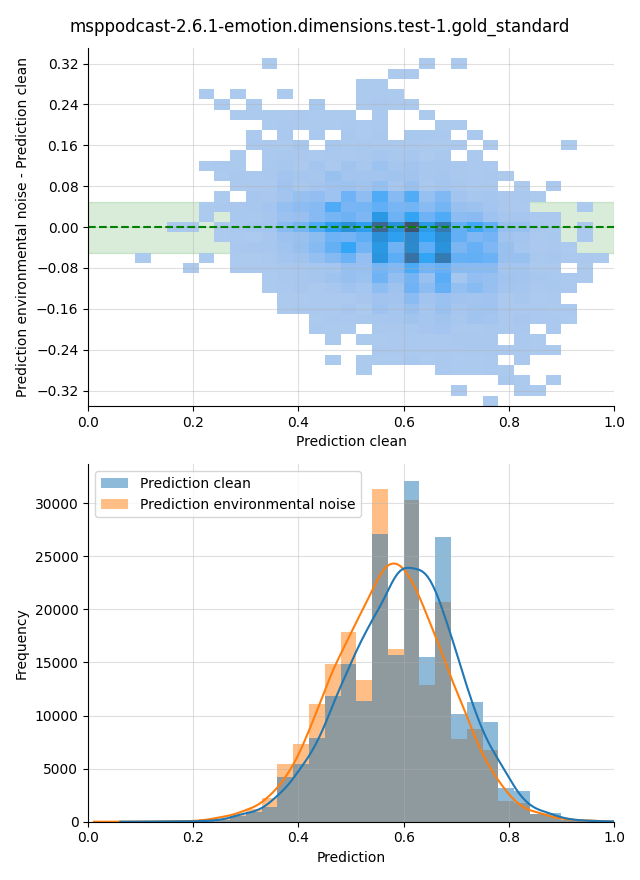 msppodcast-2.6.1-emotion.dimensions.test-1.gold_standard
0.32
0.24
0.16
0.08
0.00
−0.08
−0.16
−0.24
−0.32
Prediction environmental noise - Prediction clean
0.0 0.2 0.4 0.6 0.8 1.0
Prediction clean
Prediction clean
Prediction environmental noise
30000
25000
20000
15000
10000
5000
0
Frequency
0.0 0.2 0.4 0.6 0.8 1.0
Prediction